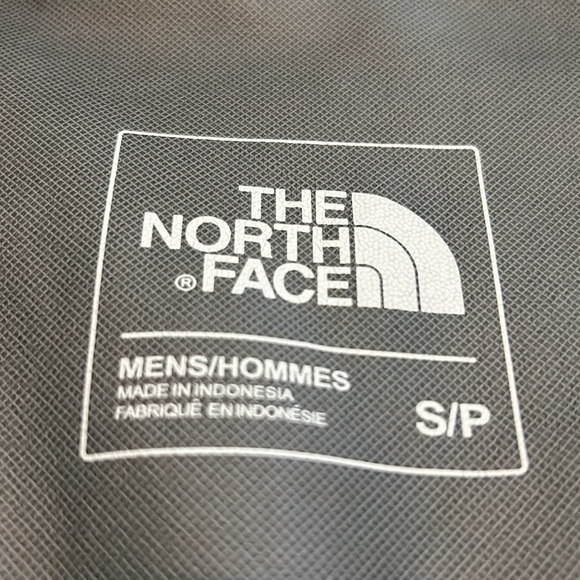 THE
NORTH
® FACE
MENS/HOMMES
MADE IN INDONESIA
FABRIQUÉ EN INDONÉSIE
S/P